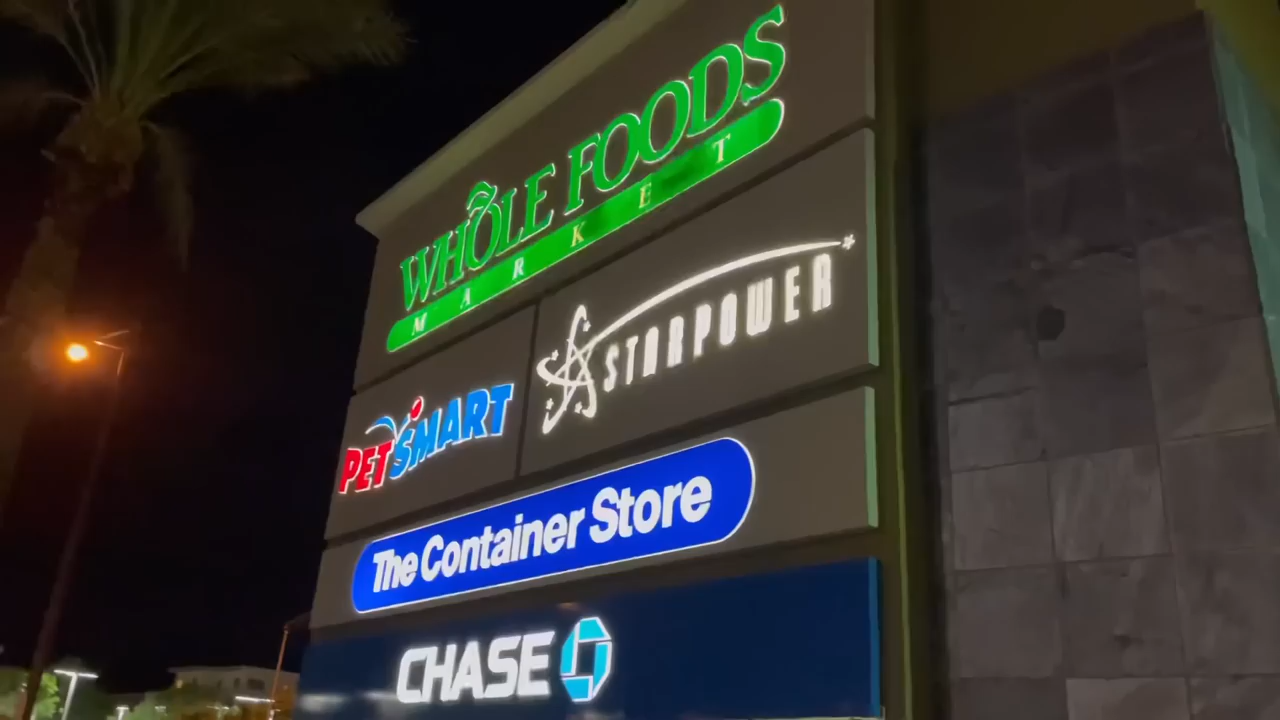 WHOLE FOODS
MARKET
STARPOWER
PETSMART
The Container Store
CHASE